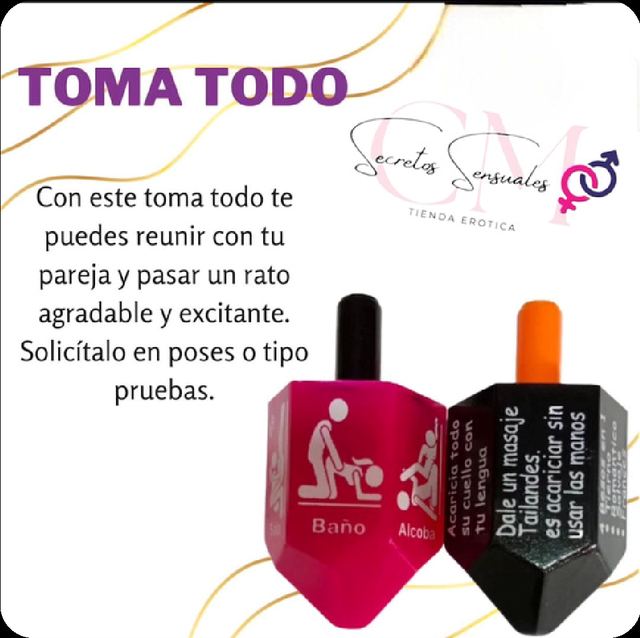 TOMA TODO
CM
Secretos Sensuales
TIENDA EROTICA
Con este toma todo te
puedes reunir con tu
pareja y pasar un rato
agradable y excitante.
Solicítalo en poses o tipo
pruebas.
Baño
Alcoba
Acaricia todo
su cuello con
tu lengua
Dale un masaje
Tailandes,
es acariciar sin
usar las manos